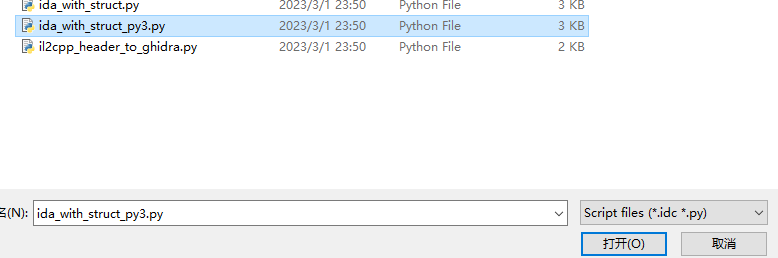 ida_with_struct.py 2023/3/1 23:50 Python File 3 KB
ida_with_struct_py3.py 2023/3/1 23:50 Python File 3 KB
il2cpp_header_to_ghidra.py 2023/3/1 23:50 Python File 2 KB
名(N): ida_with_struct_py3.py Script files (*.idc *.py)
打开(O) 取消